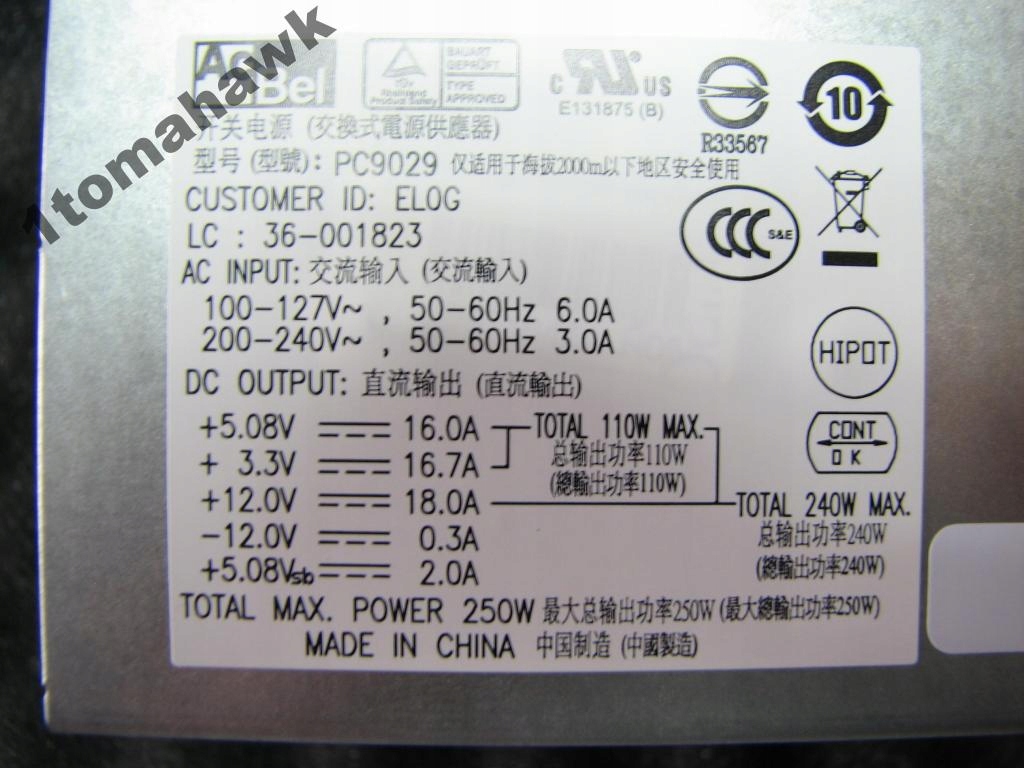 1tomahawk
AcBel
TÜV
Rheinland
Product Safety
BAUART
GEPRÜFT
TYPE
APPROVED
C RU US
E131875 (B)
R33567
10
开关电源 (交換式電源供應器)
型号 (型號): PC9029 仅适用于海拔2000m以下地区安全使用
CUSTOMER ID: ELOG
LC : 36-001823
CCC S&E
AC INPUT: 交流输入 (交流輸入)
100-127V~ , 50-60Hz 6.0A
200-240V~ , 50-60Hz 3.0A
HIPOT
DC OUTPUT: 直流输出 (直流輸出)
+5.08V 16.0A TOTAL 110W MAX.
总输出功率110W
(總輸出功率110W)
+ 3.3V 16.7A
CONT
OK
+12.0V 18.0A TOTAL 240W MAX.
总输出功率240W
(總輸出功率240W)
-12.0V 0.3A
+5.08Vsb 2.0A
TOTAL MAX. POWER 250W 最大总输出功率250W (最大總輸出功率250W)
MADE IN CHINA 中国制造 (中國製造)